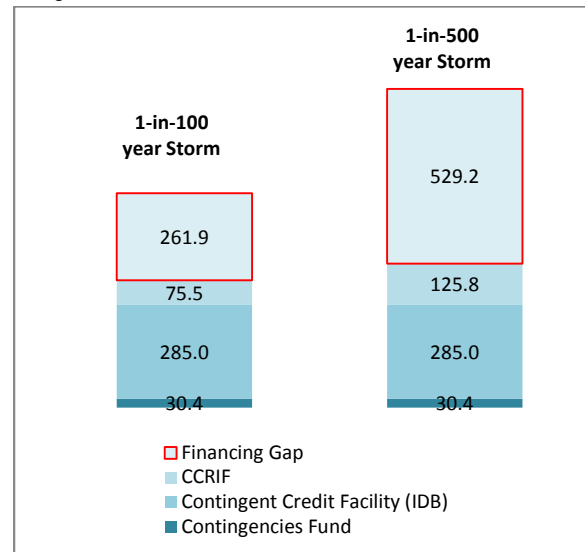 1-in-500
year Storm
1-in-100
year Storm
529.2
261.9
75.5
125.8
285.0
285.0
30.4
30.4
Financing Gap
CCRIF
Contingent Credit Facility (IDB)
Contingencies Fund